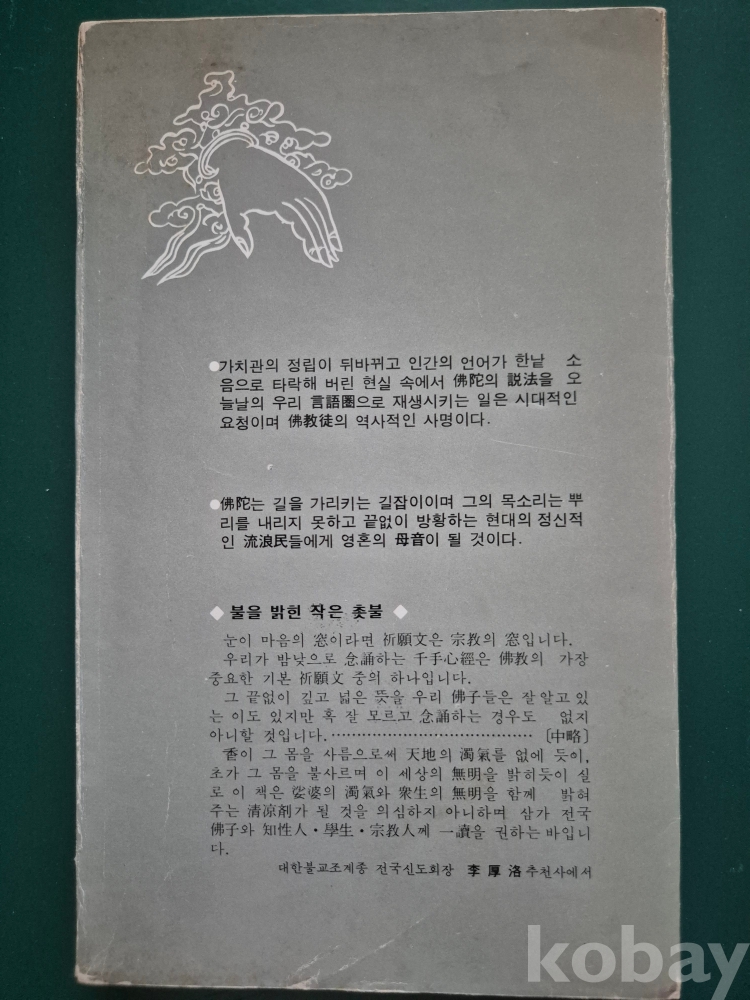 가치관의 정립이 뒤바뀌고 인간의 언어가 한낱 소
음으로 타락해 버린 현실 속에서 佛陀의 説法을 오
늘날의 우리 言語圈으로 재생시키는 일은 시대적인
요청이며 佛教徒의 역사적인 사명이다.
佛陀는 길을 가리키는 길잡이이며 그의 목소리는 뿌
리를 내리지 못하고 끝없이 방황하는 현대의 정신적
인 流浪民들에게 영혼의 母音이 될 것이다.
◆ 불을 밝힌 작은 촛불 ◆
눈이 마음의 窓이라면 祈願文은 宗教의 窓입니다.
우리가 밤낮으로 念誦하는 千手心經은 佛教의 가장
중요한 기본 祈願文 중의 하나입니다.
그 끝없이 깊고 넓은 뜻을 우리 佛子들은 잘 알고 있
는 이도 있지만 혹 잘 모르고 念誦하는 경우도 없지
아니할 것입니다. ……………………………… 〔中略〕
香이 그 몸을 사름으로써 天地의 濁氣를 없에 듯이,
초가 그 몸을 불사르며 이 세상의 無明을 밝히듯이 실
로 이 책은 娑婆의 濁氣와 衆生의 無明을 함께 밝혀
주는 清凉剤가 될 것을 의심하지 아니하며 삼가 전국
佛子와 知性人・學生・宗教人께 一讀을 권하는 바입니
다.
대한불교조계종 전국신도회장 李厚洛 추천사에서
kobay